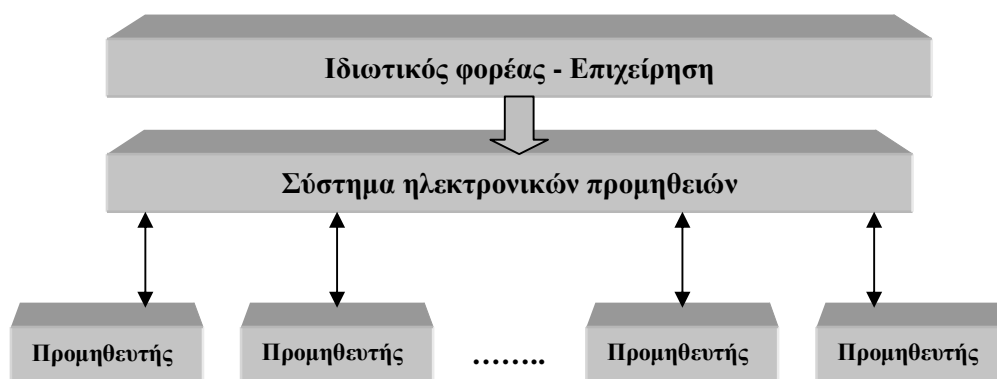 Ιδιωτικός φορέας - Επιχείρηση
Σύστημα ηλεκτρονικών προμηθειών
Προμηθευτής Προμηθευτής …….. Προμηθευτής Προμηθευτής